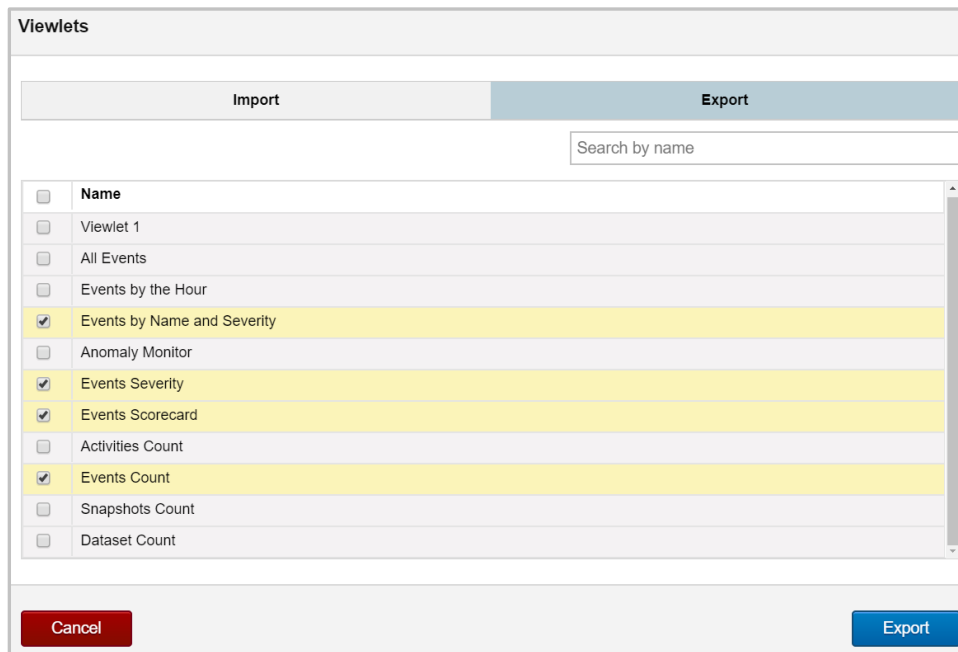 Viewlets
Import Export
Search by name
Name
Viewlet 1
All Events
Events by the Hour
Events by Name and Severity
Anomaly Monitor
Events Severity
Events Scorecard
Activities Count
Events Count
Snapshots Count
Dataset Count
Cancel Export